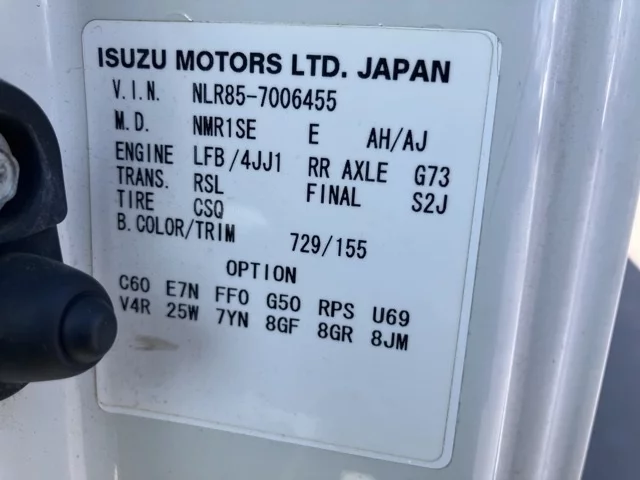 ISUZU MOTORS LTD. JAPAN
V.I.N. NLR85-7006455
M.D. NMR1SE E AH/AJ
ENGINE LFB/4JJ1 RR AXLE G73
TRANS. RSL FINAL S2J
TIRE CSQ
B.COLOR/TRIM 729/155
OPTION
C60 E7N FF0 G50 RPS U69
V4R 25W 7YN 8GF 8GR 8JM